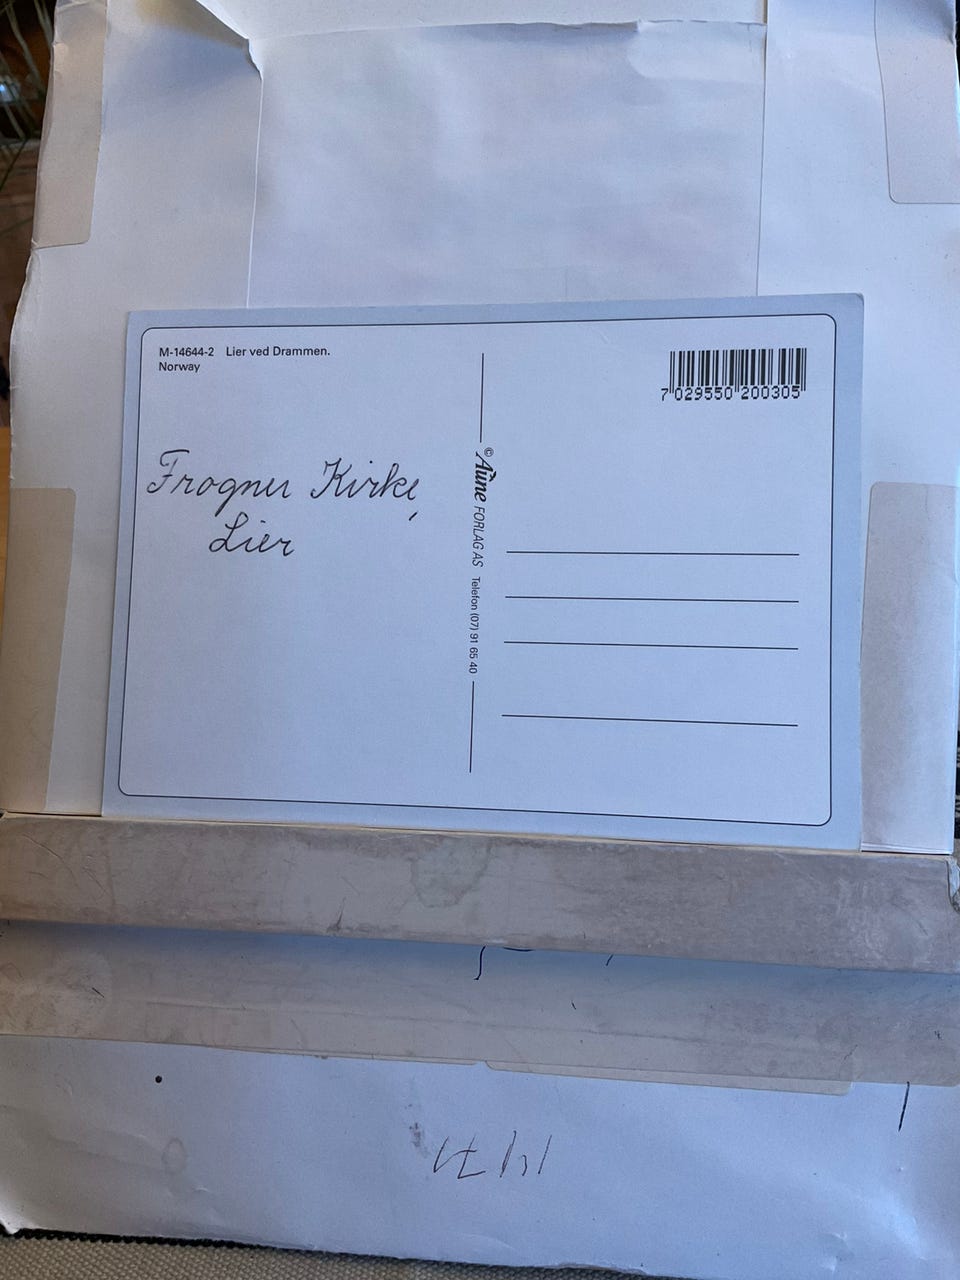 M-14644-2 Lier ved Drammen.
Norway
7 029550 200305
Frogner Kirke,
Lier
© Aune FORLAG AS Telefon (07) 91 65 40